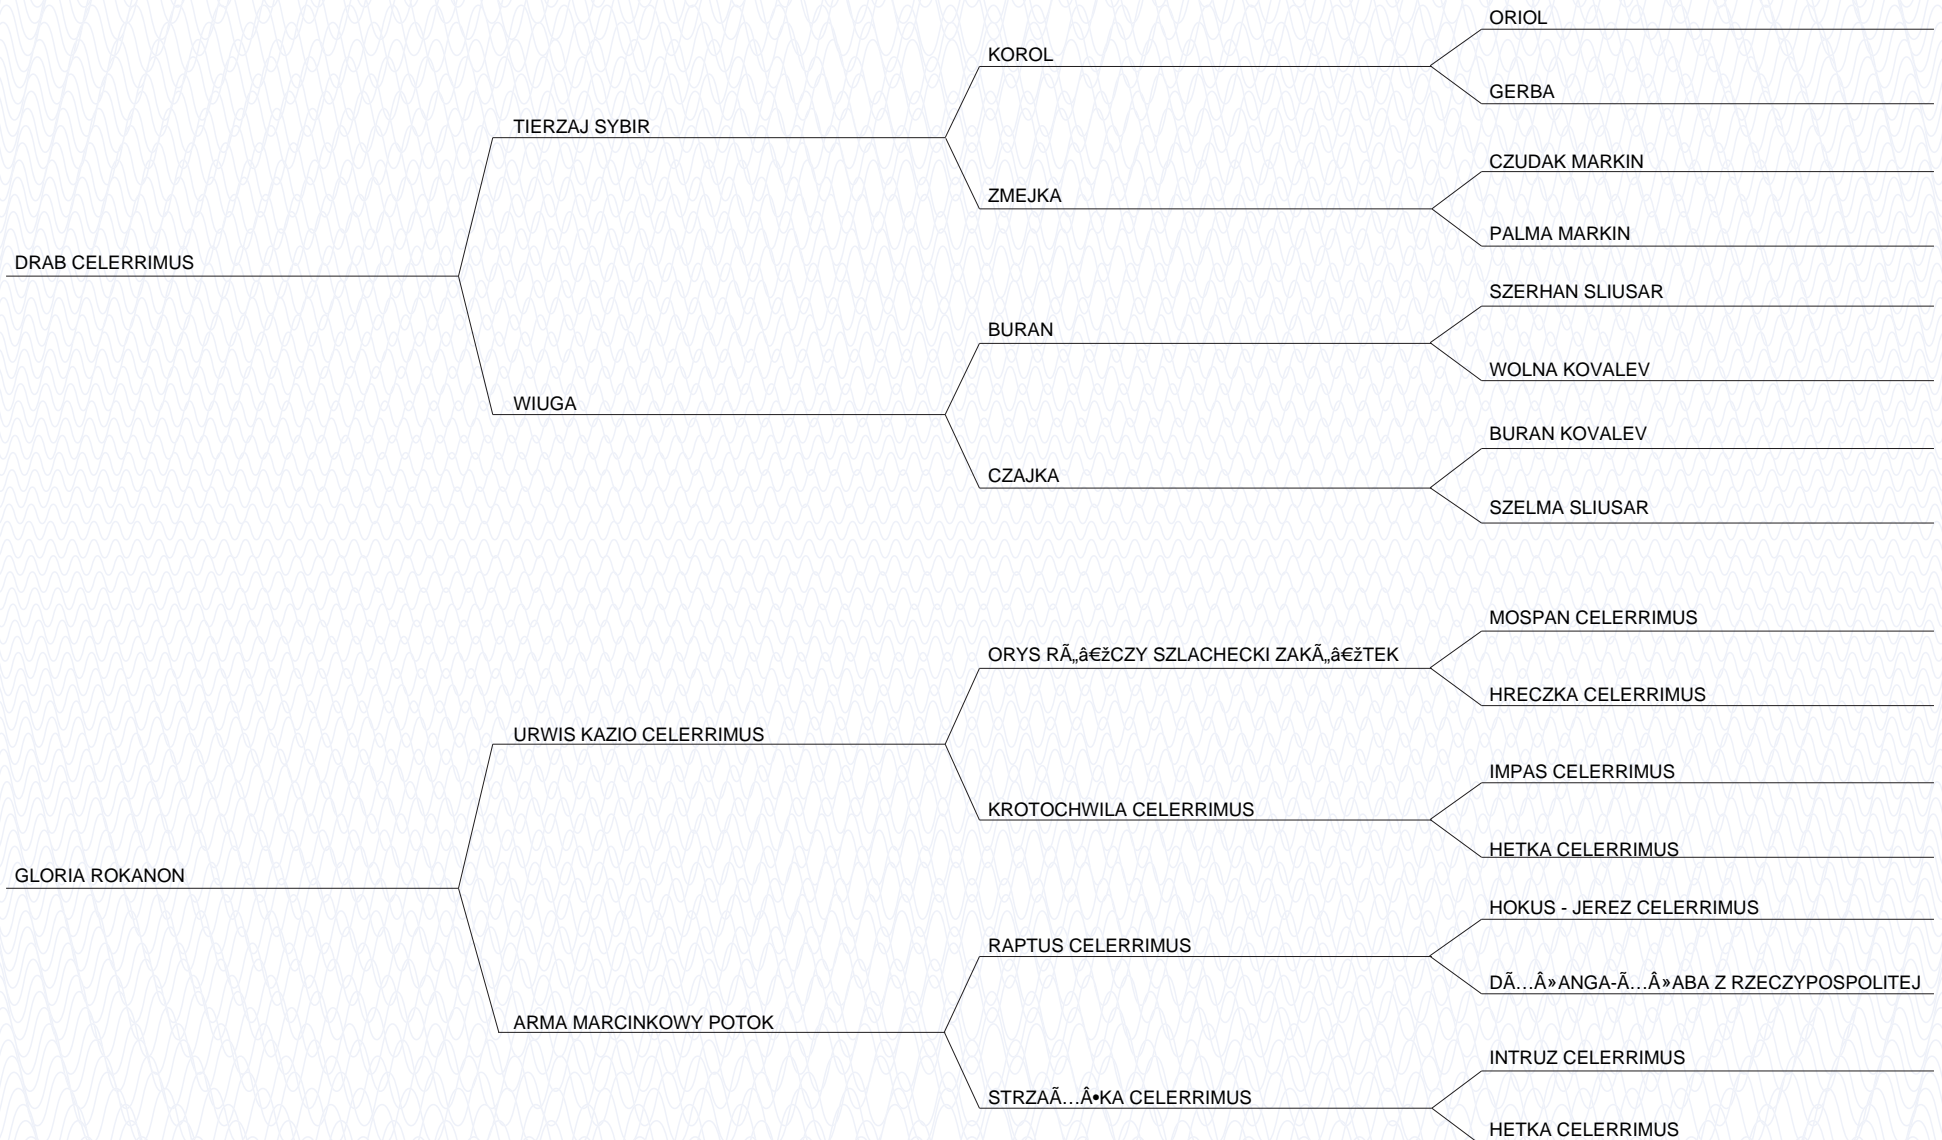 ORIOL
KOROL
GERBA
TIERZAJ SYBIR
CZUDAK MARKIN
ZMEJKA
PALMA MARKIN
DRAB CELERRIMUS
SZERHAN SLIUSAR
BURAN
WOLNA KOVALEV
WIUGA
BURAN KOVALEV
CZAJKA
SZELMA SLIUSAR
MOSPAN CELERRIMUS
ORYS RÃ„â€žCZY SZLACHECKI ZAKÃ„â€žTEK
HRECZKA CELERRIMUS
URWIS KAZIO CELERRIMUS
IMPAS CELERRIMUS
KROTOCHWILA CELERRIMUS
HETKA CELERRIMUS
GLORIA ROKANON
HOKUS - JEREZ CELERRIMUS
RAPTUS CELERRIMUS
DÃ…Â»ANGA-Ã…Â»ABA Z RZECZYPOSPOLITEJ
ARMA MARCINKOWY POTOK
INTRUZ CELERRIMUS
STRZAÃ…Â•KA CELERRIMUS
HETKA CELERRIMUS